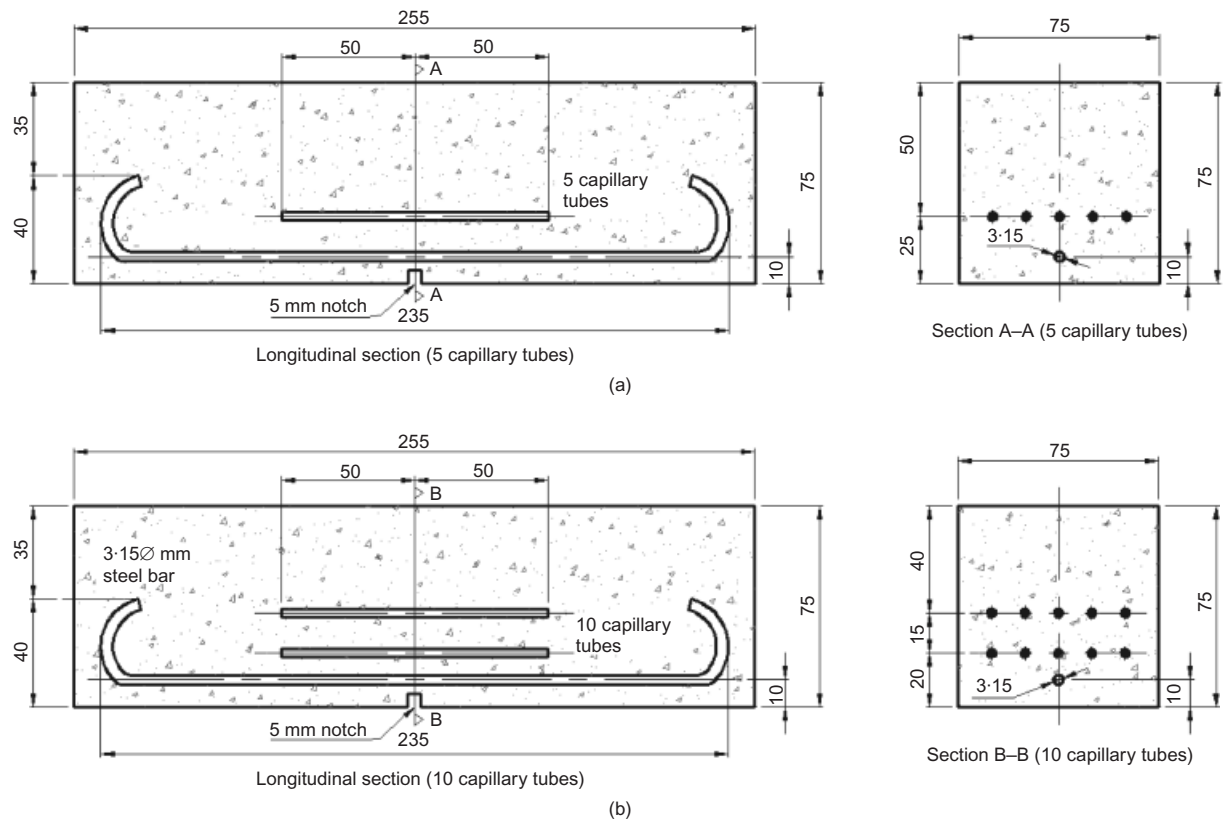 255
50
50
A
35
40
5 capillary
tubes
75
10
5 mm notch
A
235
Longitudinal section (5 capillary tubes)
75
50
25
75
3·15
10
Section A–A (5 capillary tubes)
(a)
255
50
50
B
35
40
3·15∅ mm
steel bar
10 capillary
tubes
75
10
5 mm notch
B
235
Longitudinal section (10 capillary tubes)
75
40
15
20
75
3·15
10
Section B–B (10 capillary tubes)
(b)